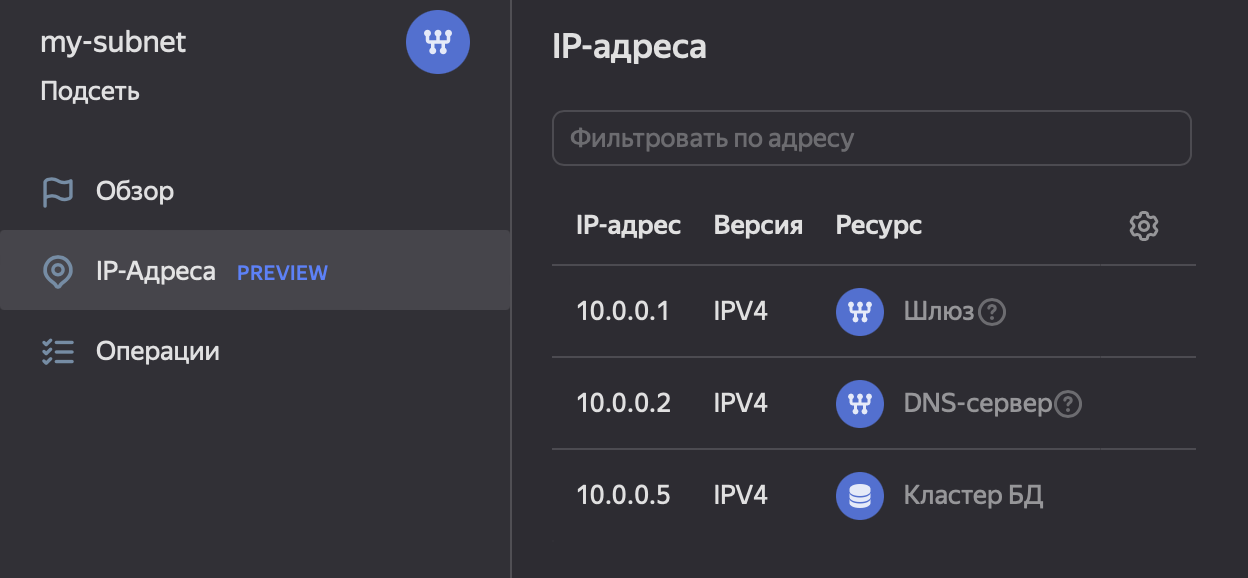 my-subnet
Подсеть
Обзор
IP-Адреса PREVIEW
Операции
IP-адреса
Фильтровать по адресу
IP-адрес Версия Ресурс
10.0.0.1 IPV4 Шлюз ?
10.0.0.2 IPV4 DNS-сервер ?
10.0.0.5 IPV4 Кластер БД